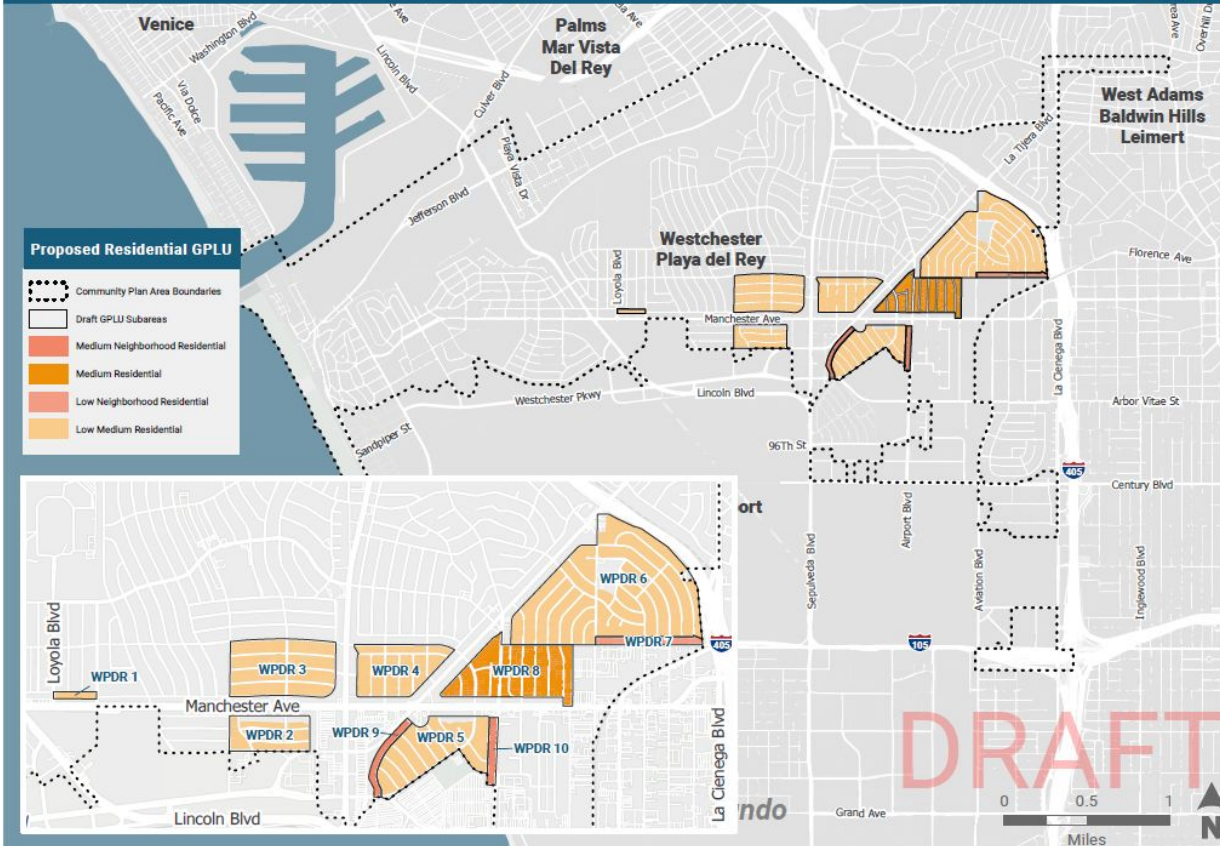 Venice
Washington Blvd
Via Dolce
Pacific Ave
Lincoln Blvd
Culver Blvd
Palms
Mar Vista
Del Rey
Overhill Dr
West Adams
Baldwin Hills
Leimert
La Tijera Blvd
Playa Vista Dr
Jefferson Blvd
Westchester
Playa del Rey
Florence Ave
Loyola Blvd
Manchester Ave
La Cienega Blvd
Westchester Pkwy
Lincoln Blvd
Arbor Vitae St
Sandpiper St
96Th St
405
Century Blvd
ort
Sepulveda Blvd
Airport Blvd
Aviation Blvd
Inglewood Blvd
105
Proposed Residential GPLU
Community Plan Area Boundaries
Draft GPLU Subareas
Medium Neighborhood Residential
Medium Residential
Low Neighborhood Residential
Low Medium Residential
WPDR 6
WPDR 7
405
Loyola Blvd
WPDR 1
WPDR 3
WPDR 4
WPDR 8
Manchester Ave
WPDR 2
WPDR 9
WPDR 5
WPDR 10
La Cienega Blvd
Lincoln Blvd
DRAFT
ndo
Grand Ave
0 0.5 1
Miles
N